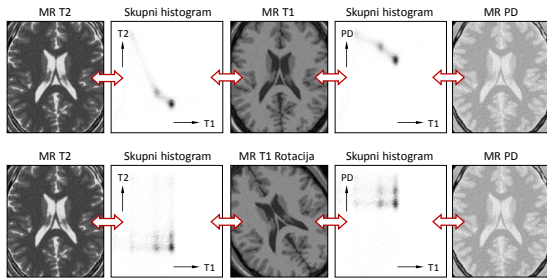 MR T2 Skupni histogram MR T1 Skupni histogram MR PD
T2 PD
T1 T1
MR T2 Skupni histogram MR T1 Rotacija Skupni histogram MR PD
T2 PD
T1 T1